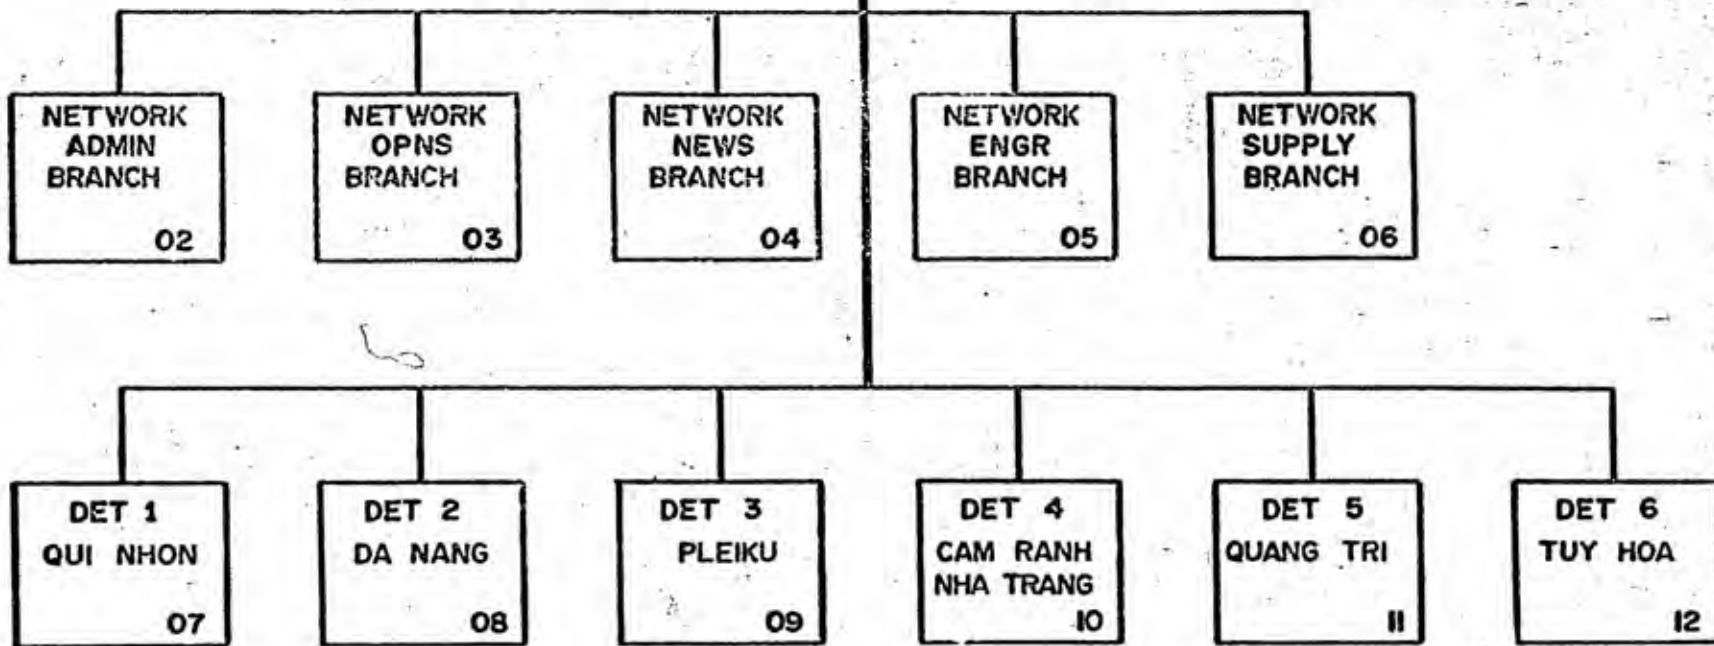 NETWORK
ADMIN
BRANCH
02
NETWORK
OPNS
BRANCH
03
NETWORK
NEWS
BRANCH
04
NETWORK
ENGR
BRANCH
05
NETWORK
SUPPLY
BRANCH
06
DET 1
QUI NHON
07
DET 2
DA NANG
08
DET 3
PLEIKU
09
DET 4
CAM RANH
NHA TRANG
10
DET 5
QUANG TRI
11
DET 6
TUY HOA
12